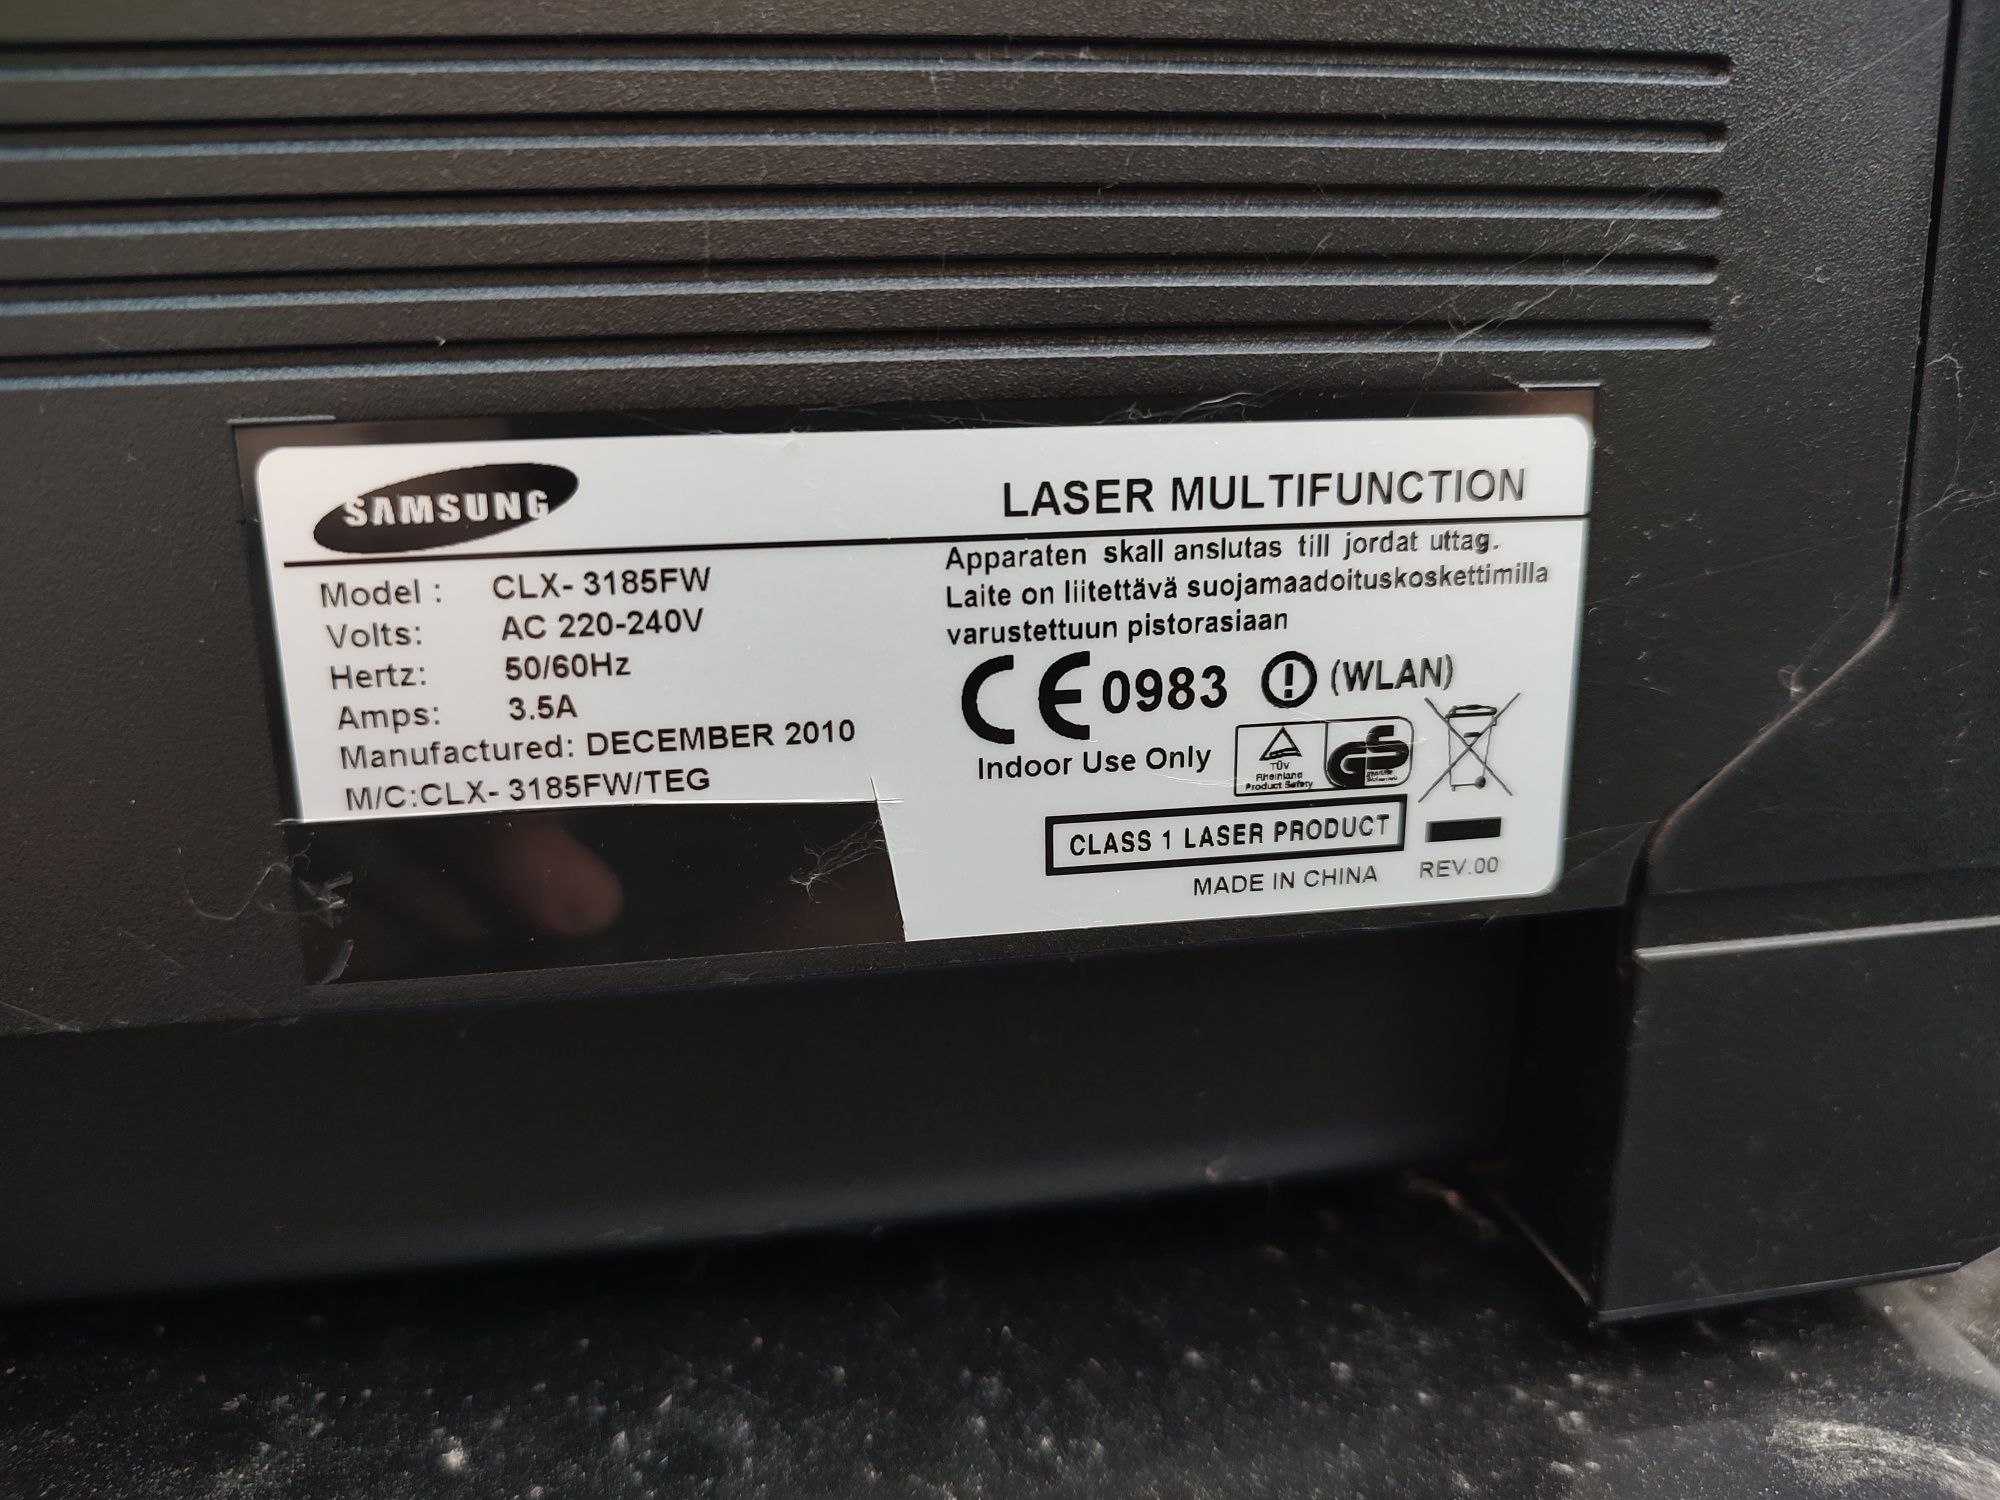 SAMSUNG
LASER MULTIFUNCTION
Model : CLX- 3185FW
Volts: AC 220-240V
Hertz: 50/60Hz
Amps: 3.5A
Manufactured: DECEMBER 2010
M/C:CLX- 3185FW/TEG
Apparaten skall anslutas till jordat uttag.
Laite on liitettävä suojamaadoituskoskettimilla
varustettuun pistorasiaan
CE 0983 (WLAN)
Indoor Use Only
TÜV
Rheinland
Product Safety
GS
CLASS 1 LASER PRODUCT
MADE IN CHINA REV.00